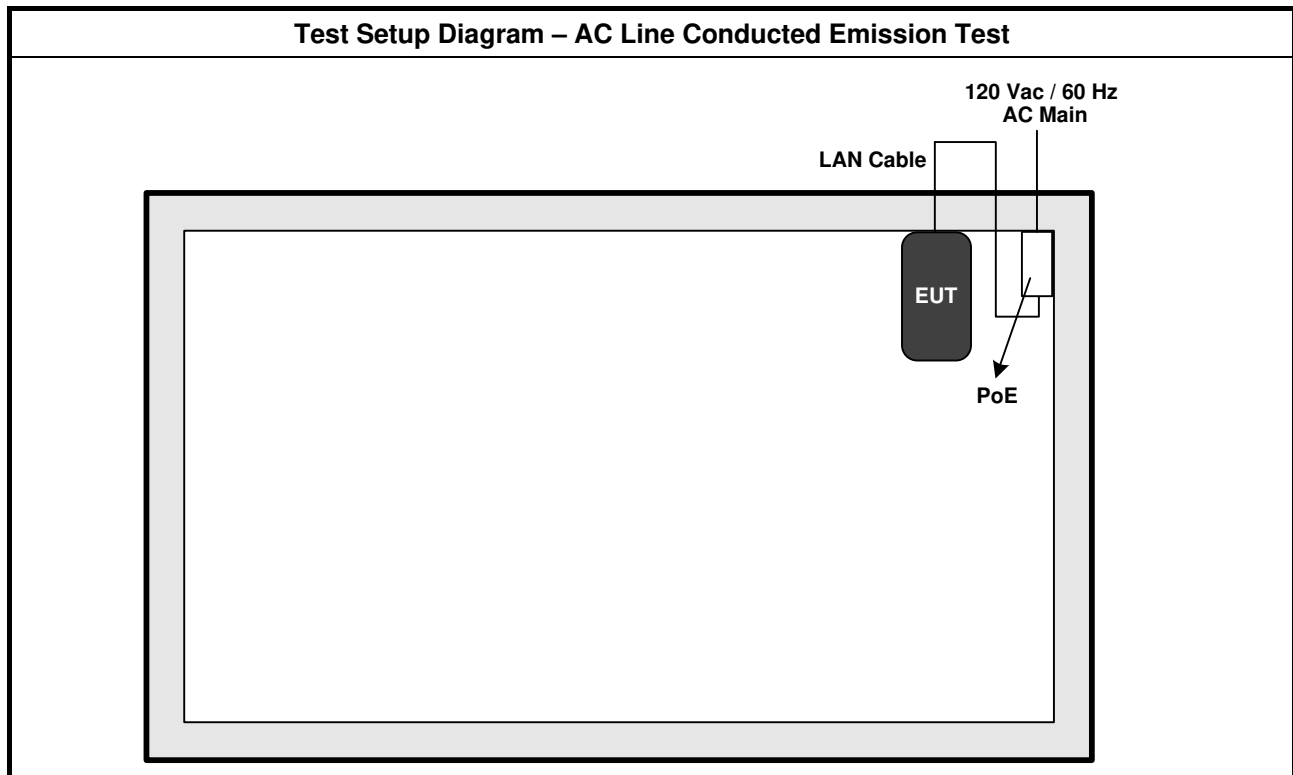 Test Setup Diagram – AC Line Conducted Emission Test
120 Vac / 60 Hz
AC Main
LAN Cable
EUT
PoE